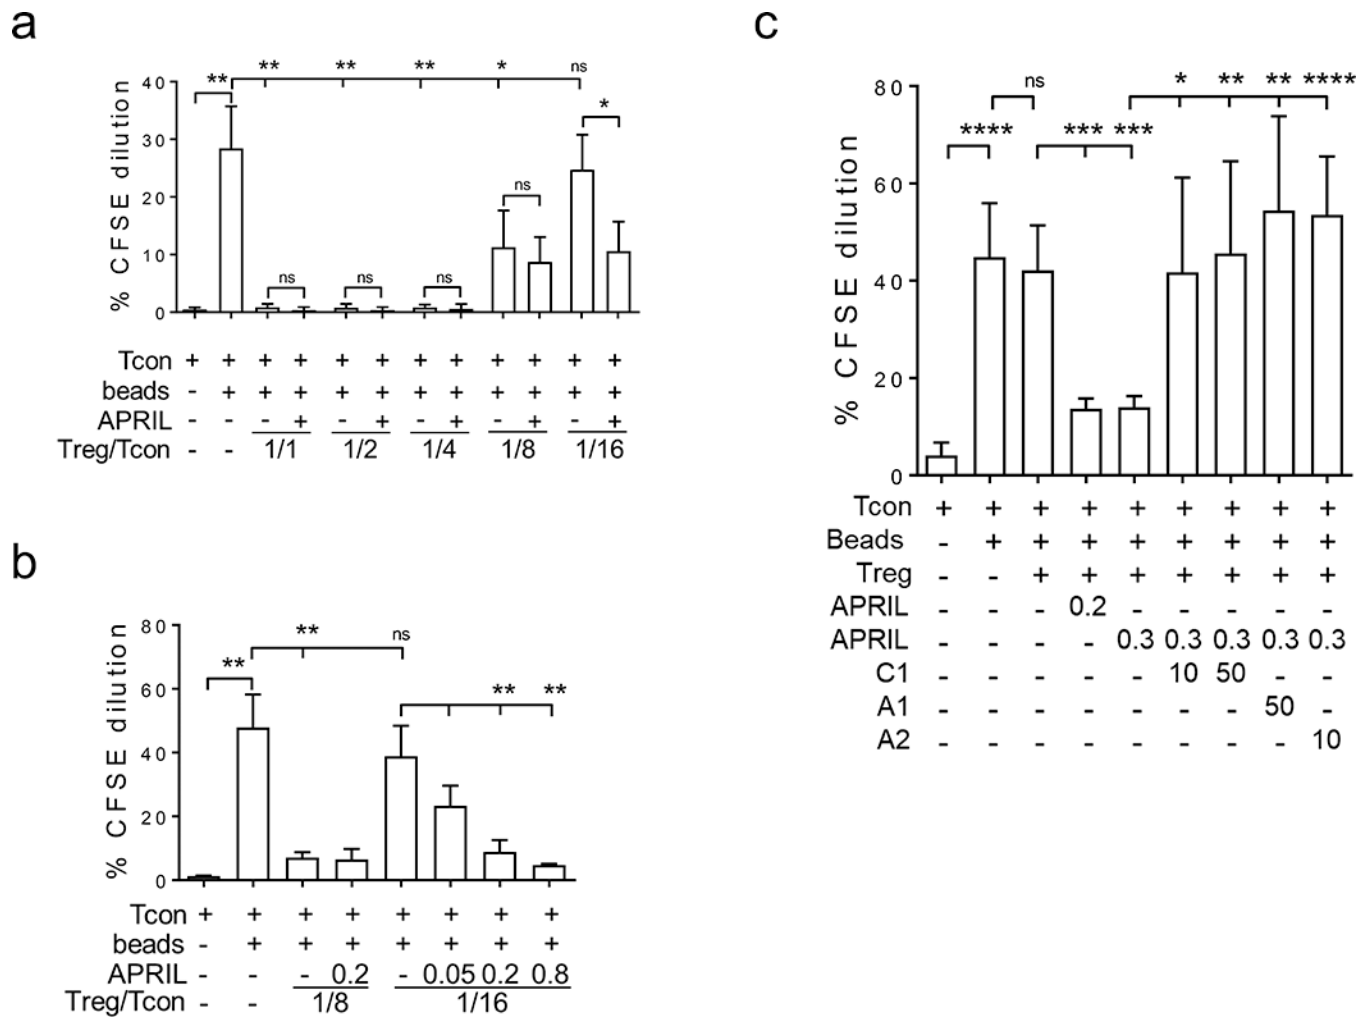 a
% CFSE dilution
40
30
20
10
0
** ** ** ** * ns
*
ns ns ns ns
Tcon + + + + + + + + + + + +
beads - + + + + + + + + + + +
APRIL - - - + - + - + - + - +
Treg/Tcon - - 1/1 1/2 1/4 1/8 1/16
b
% CFSE dilution
80
60
40
20
0
** ** ns
** **
Tcon + + + + + + + +
beads - + + + + + + +
APRIL - - - 0.2 - 0.05 0.2 0.8
Treg/Tcon - - 1/8 1/16
c
% CFSE dilution
80
60
40
20
0
ns * ** ** ****
**** *** ***
Tcon + + + + + + + + +
Beads - + + + + + + + +
Treg - - + + + + + + +
APRIL - - - 0.2 - - - - -
APRIL - - - - 0.3 0.3 0.3 0.3 0.3
C1 - - - - - 10 50 - -
A1 - - - - - - - 50 -
A2 - - - - - - - - 10